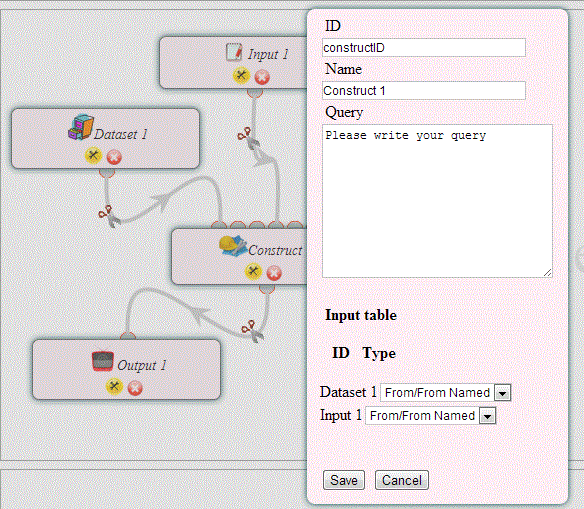 Input 1
Dataset 1
Construct
Output 1
ID
constructID
Name
Construct 1
Query
Please write your query
Input table
ID Type
Dataset 1 From/From Named
Input 1 From/From Named
Save Cancel